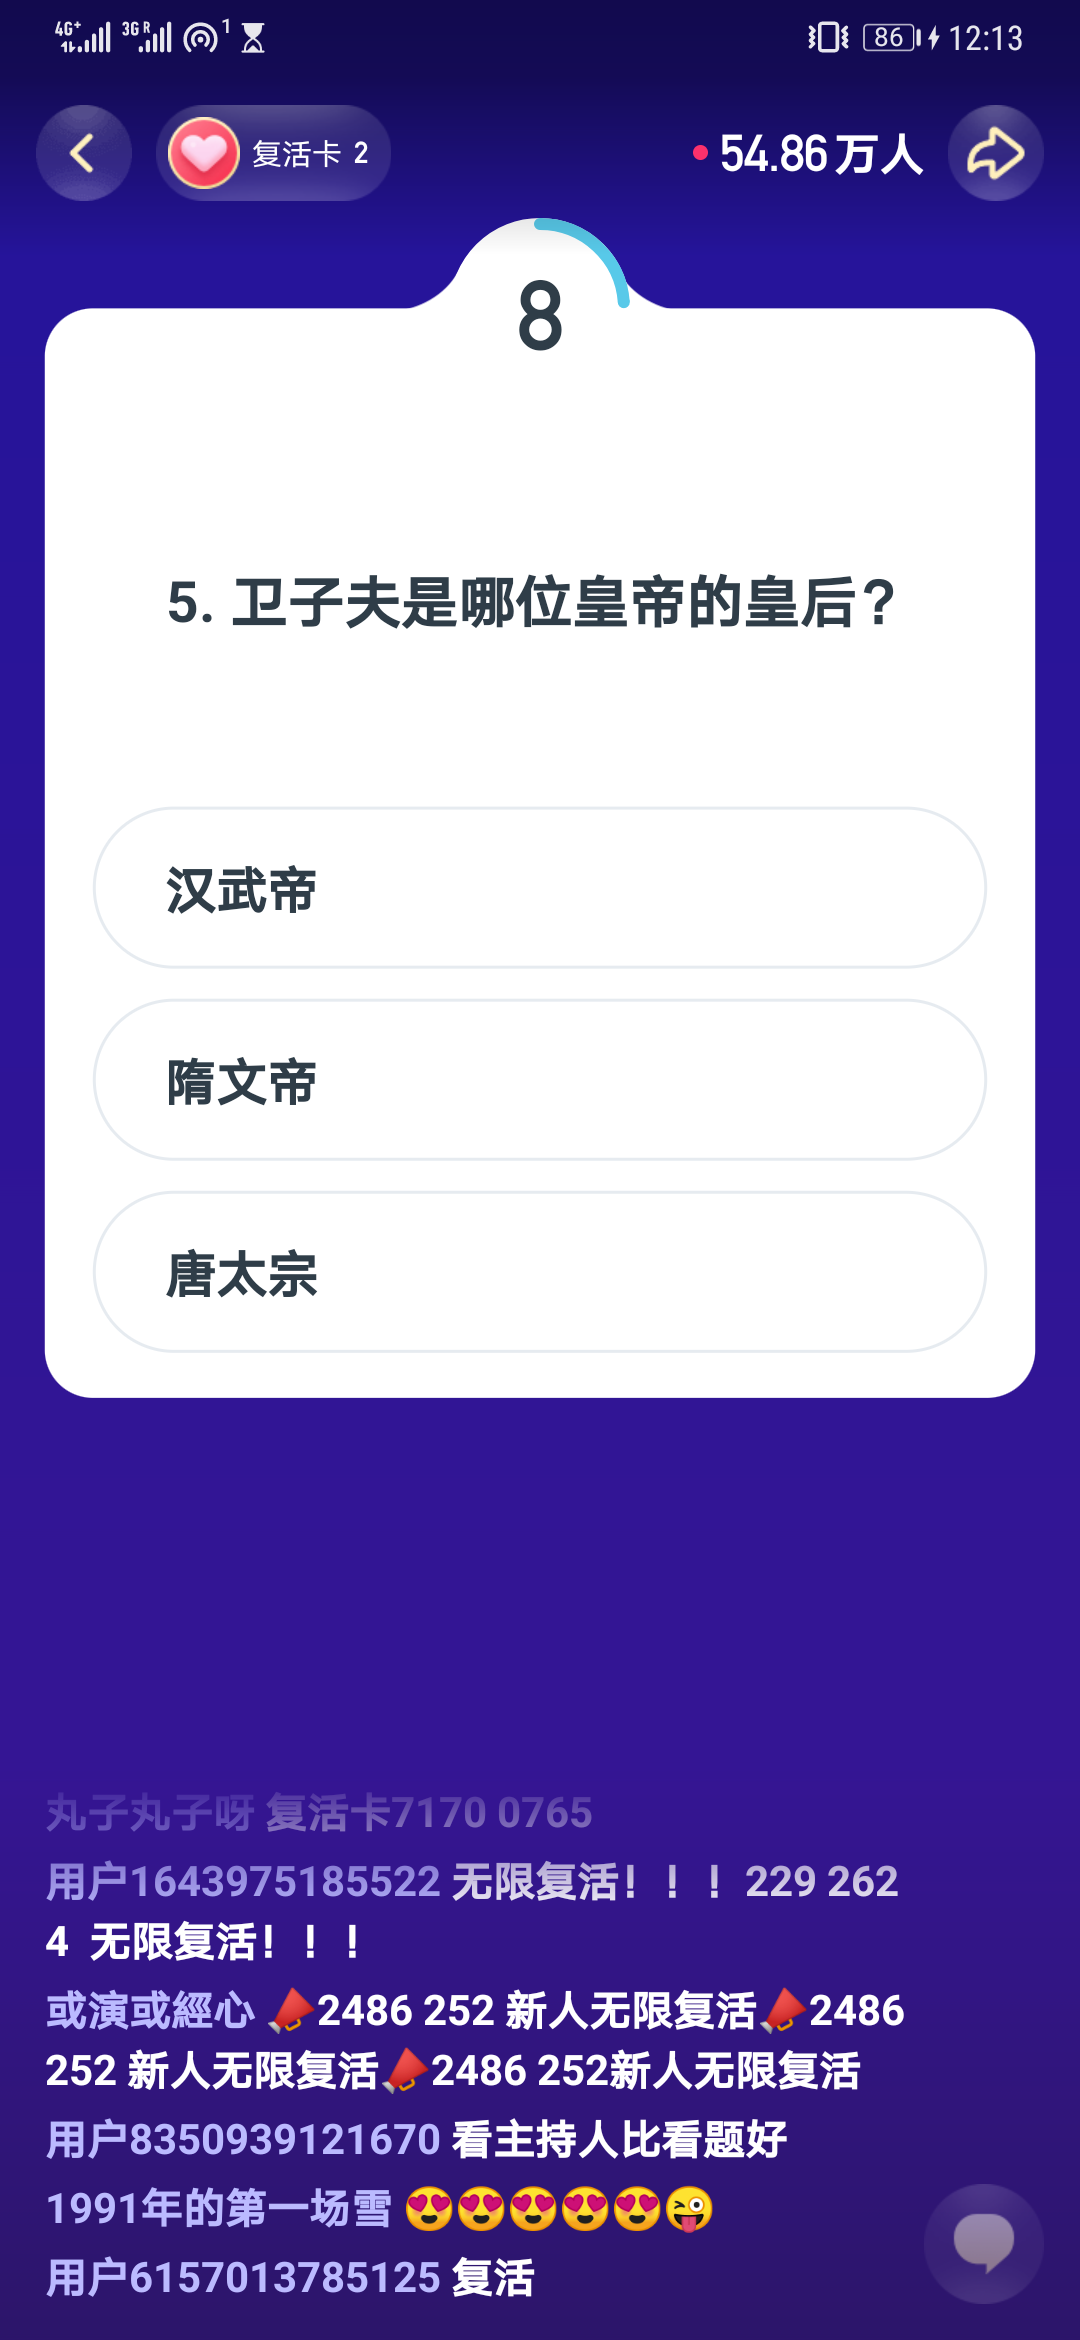 4G+ 3G R 1 86 12:13
复活卡 2 54.86万人
8
5. 卫子夫是哪位皇帝的皇后?
汉武帝
隋文帝
唐太宗
丸子丸子呀 复活卡7170 0765
用户1643975185522 无限复活！！！229 262
4 无限复活！！！
或演或經心 📣2486 252 新人无限复活📣2486
252 新人无限复活📣2486 252新人无限复活
用户8350939121670 看主持人比看题好
1991年的第一场雪 😍😍😍😍😍😜
用户6157013785125 复活